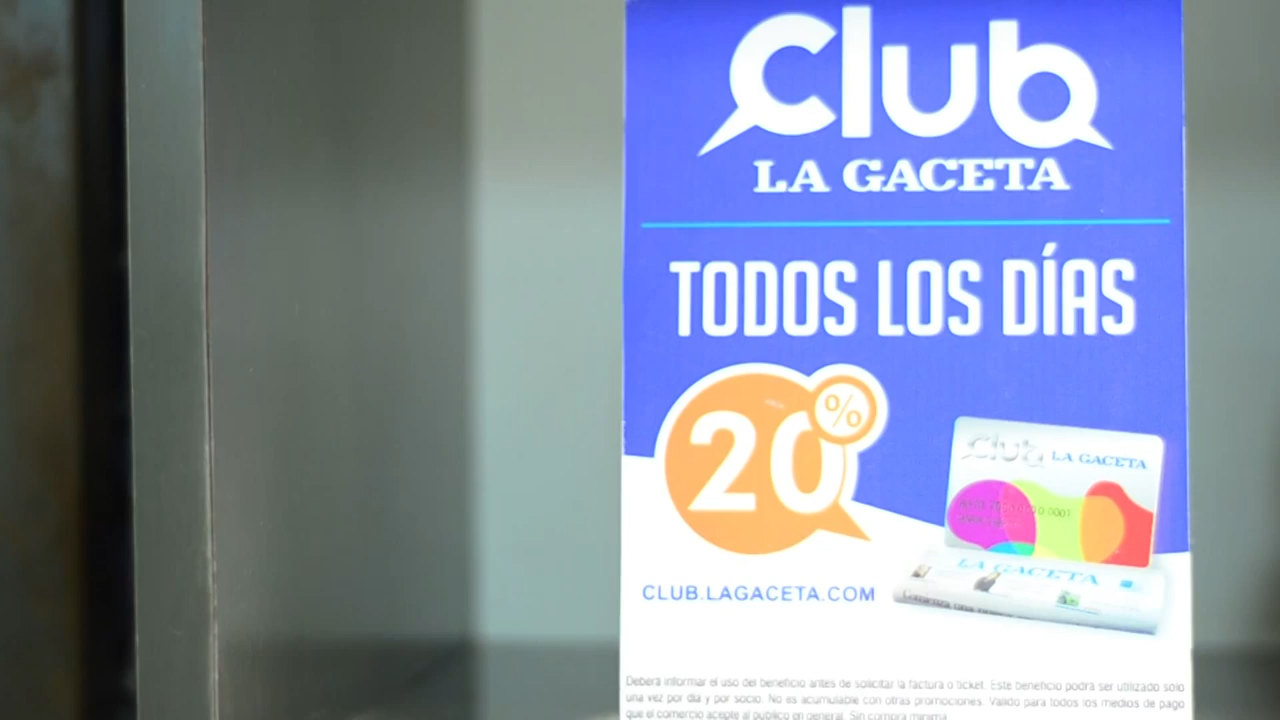 Club
LA GACETA
TODOS LOS DÍAS
20%
Club LA GACETA
LA GACETA
CLUB.LAGACETA.COM
Deberá informar el uso del beneficio antes de solicitar la factura o ticket. Este beneficio podrá ser utilizado sólo
una vez por día y por socio. No es acumulable con otras promociones. Valido para todos los medios de pago
que el comercio acepte al público en general. Sin compra mínima.